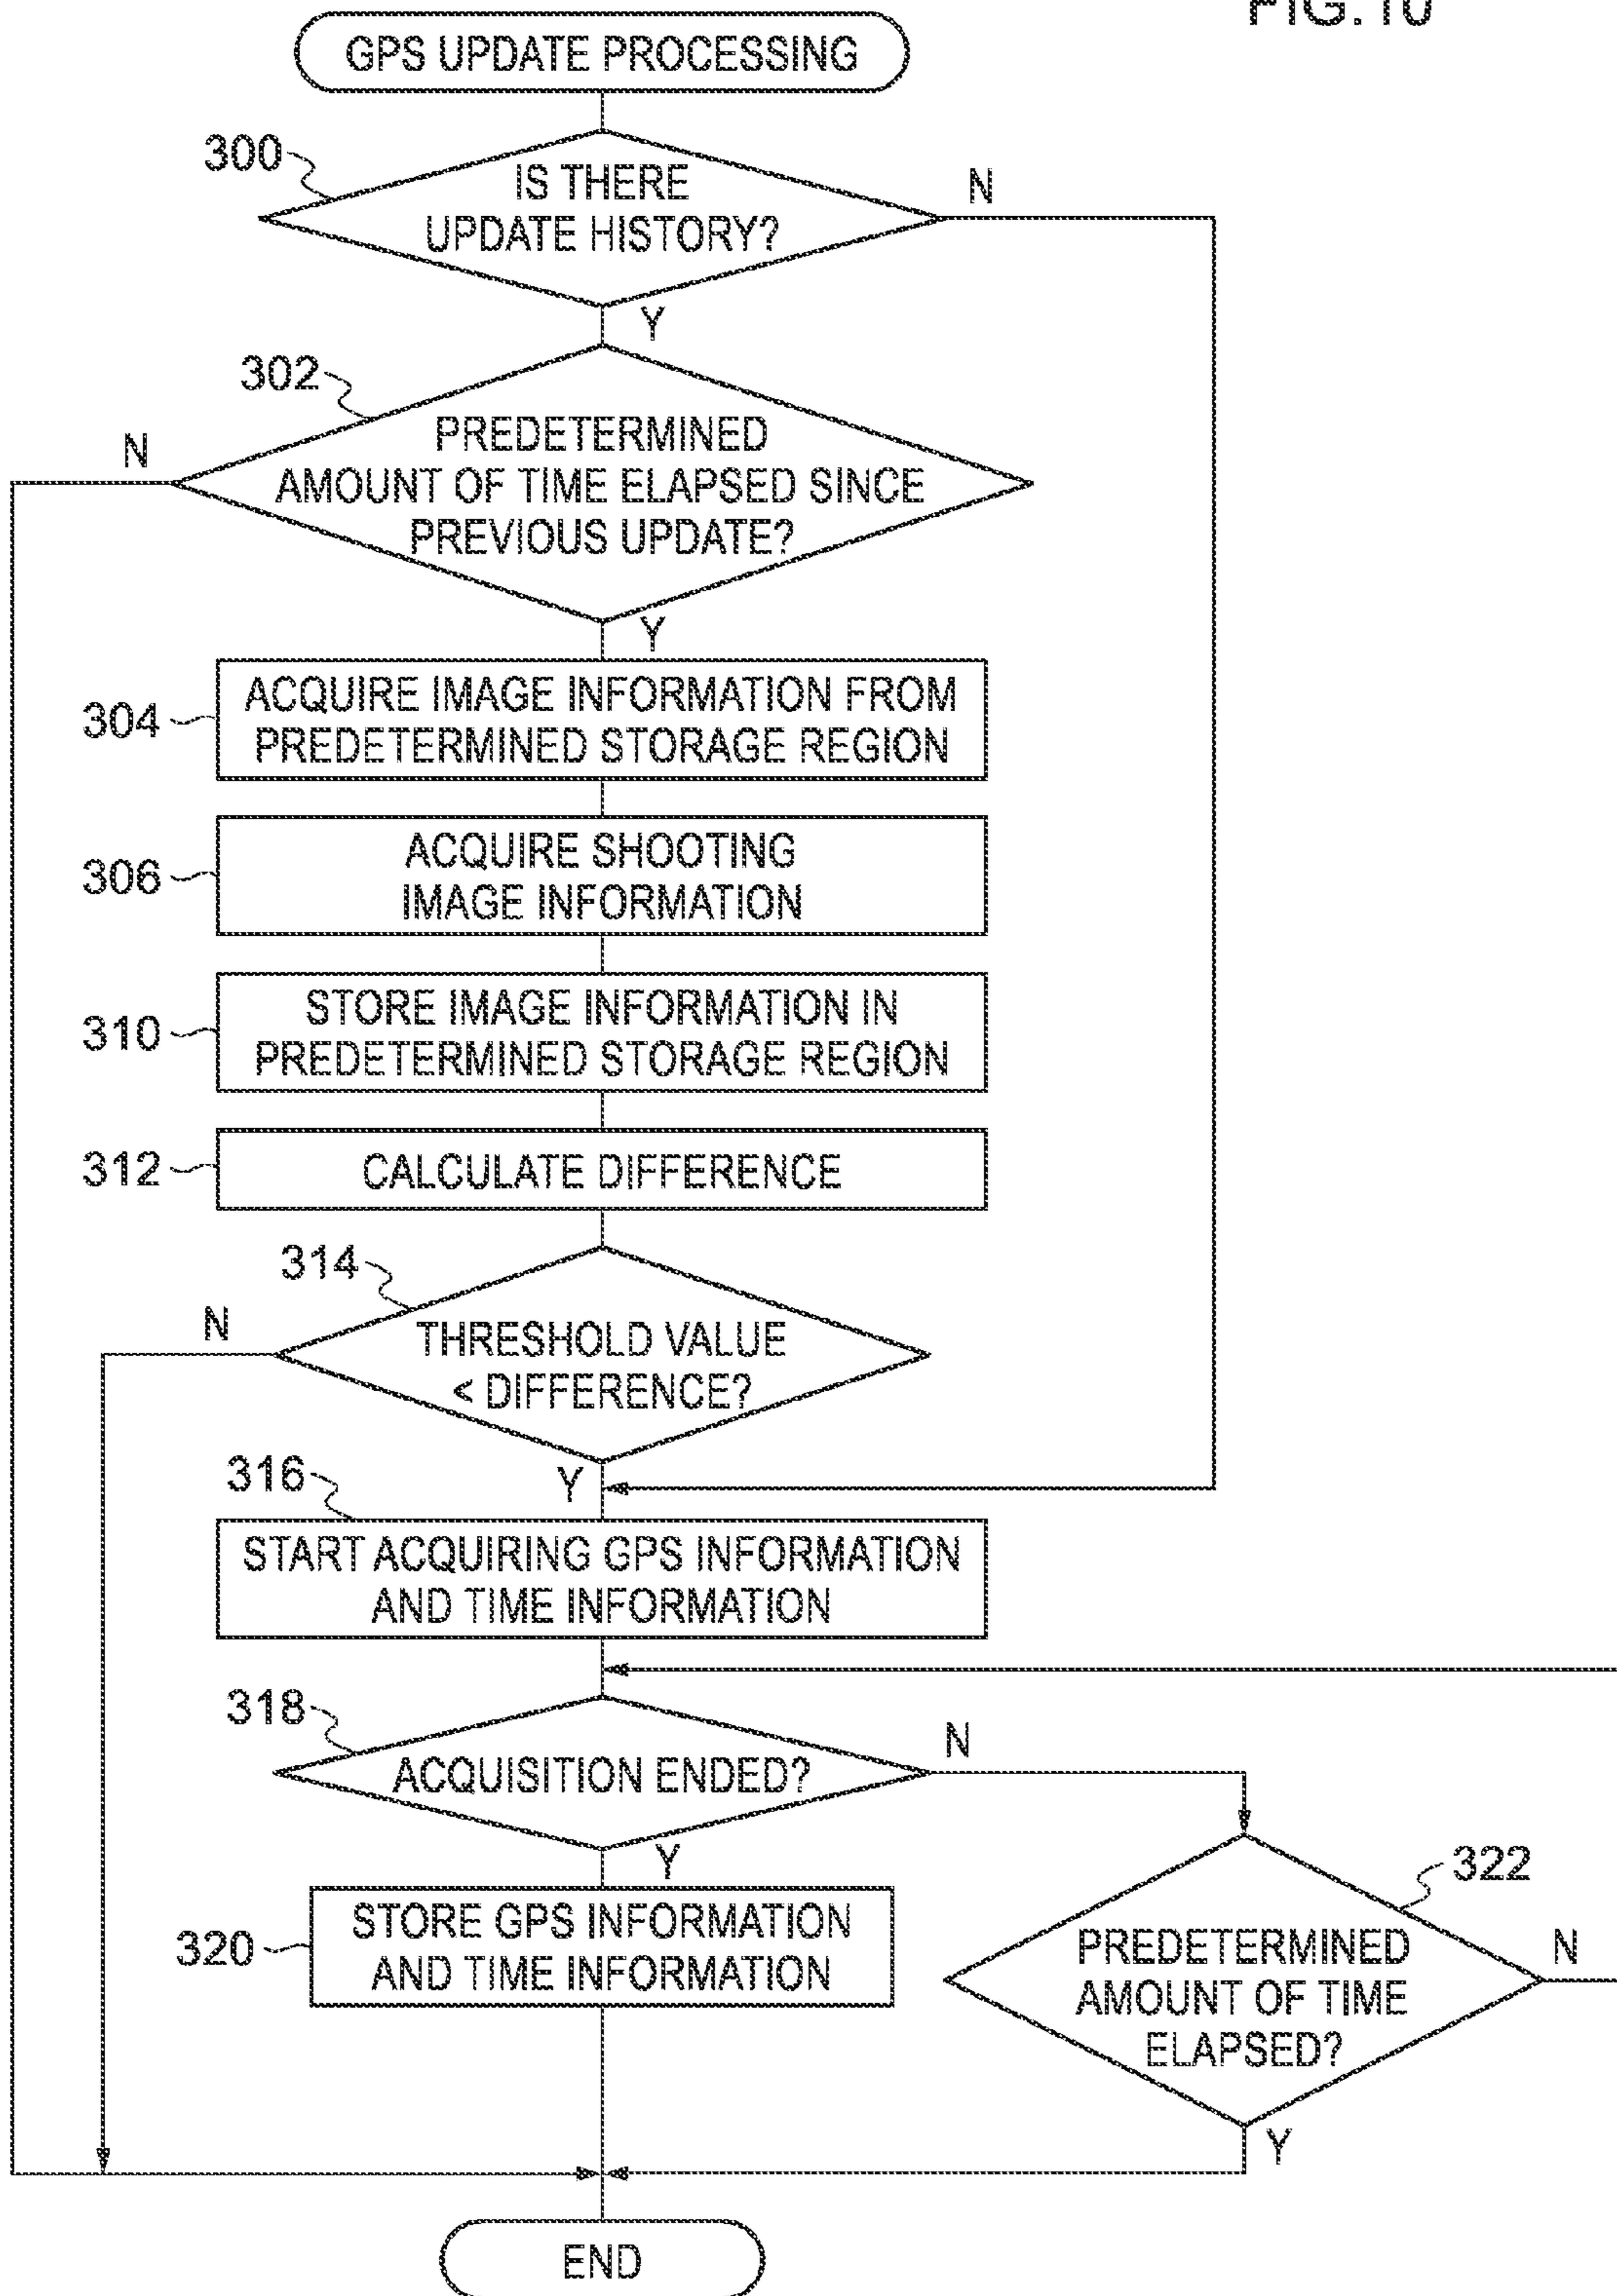 FIG.10
GPS UPDATE PROCESSING
300
IS THERE
UPDATE HISTORY?
N
Y
302
PREDETERMINED
AMOUNT OF TIME ELAPSED SINCE
PREVIOUS UPDATE?
N
Y
304
ACQUIRE IMAGE INFORMATION FROM
PREDETERMINED STORAGE REGION
306
ACQUIRE SHOOTING
IMAGE INFORMATION
310
STORE IMAGE INFORMATION IN
PREDETERMINED STORAGE REGION
312
CALCULATE DIFFERENCE
314
THRESHOLD VALUE
< DIFFERENCE?
N
Y
316
START ACQUIRING GPS INFORMATION
AND TIME INFORMATION
318
ACQUISITION ENDED?
N
Y
320
STORE GPS INFORMATION
AND TIME INFORMATION
322
PREDETERMINED
AMOUNT OF TIME
ELAPSED?
N
Y
END